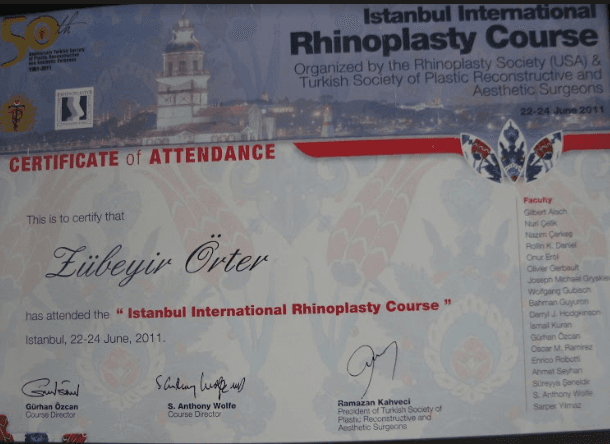 50th
Istanbul International
Rhinoplasty Course
Organized by the Rhinoplasty Society (USA) &
Turkish Society of Plastic Reconstructive and
Aesthetic Surgeons
22-24 June 2011
CERTIFICATE of ATTENDANCE
This is to certify that
Zübeyir Örter
has attended the “ Istanbul International Rhinoplasty Course ”
Istanbul, 22-24 June, 2011.
Gürhan Özcan
Course Director
S. Anthony Wolfe
Course Director
Ramazan Kahveci
President of Turkish Society of
Plastic Reconstructive and
Aesthetic Surgeons
Faculty
Gilbert Aiach
Nuri Çelik
Nazım Çerkeş
Rollin K. Daniel
Onur Erol
Olivier Gerbault
Joseph Michael
Wolfgang Gubisch
Bahman Guyuron
Darryl J. Hodgkinson
Ismail Kuran
Gürhan Özcan
Oscar M. Ramirez
Enrico Robotti
Ahmet Seyhan
Süreyya Şeneldir
S. Anthony Wolfe
Sarper Yılmaz